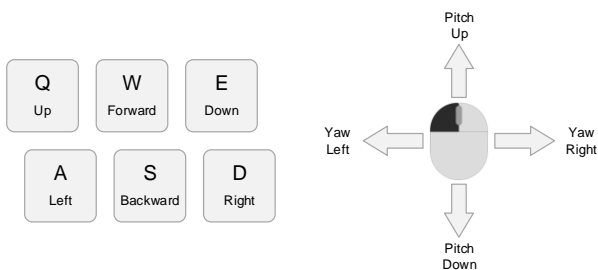 Q
Up
W
Forward
E
Down
A
Left
S
Backward
D
Right
Pitch
Up
Yaw
Left
Yaw
Right
Pitch
Down